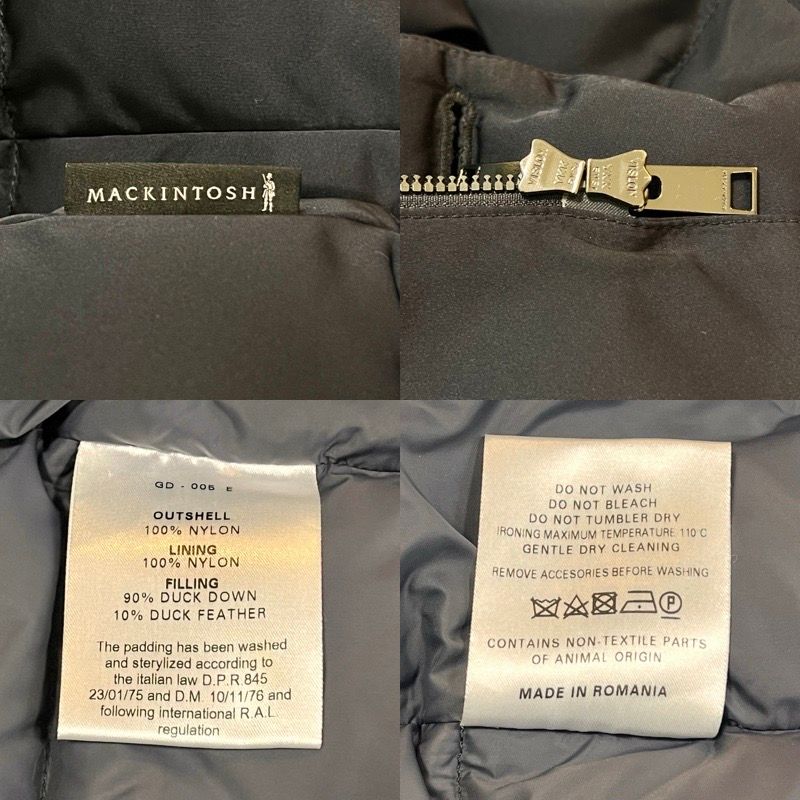 MACKINTOSH
GD - 006 E
OUTSHELL
100% NYLON
LINING
100% NYLON
FILLING
90% DUCK DOWN
10% DUCK FEATHER
The padding has been washed
and sterylized according to
the italian law D.P.R.845
23/01/75 and D.M. 10/11/76 and
following international R.A.L.
regulation
DO NOT WASH
DO NOT BLEACH
DO NOT TUMBLER DRY
IRONING MAXIMUM TEMPERATURE 110°C
GENTLE DRY CLEANING
REMOVE ACCESORIES BEFORE WASHING
P
CONTAINS NON-TEXTILE PARTS
OF ANIMAL ORIGIN
MADE IN ROMANIA